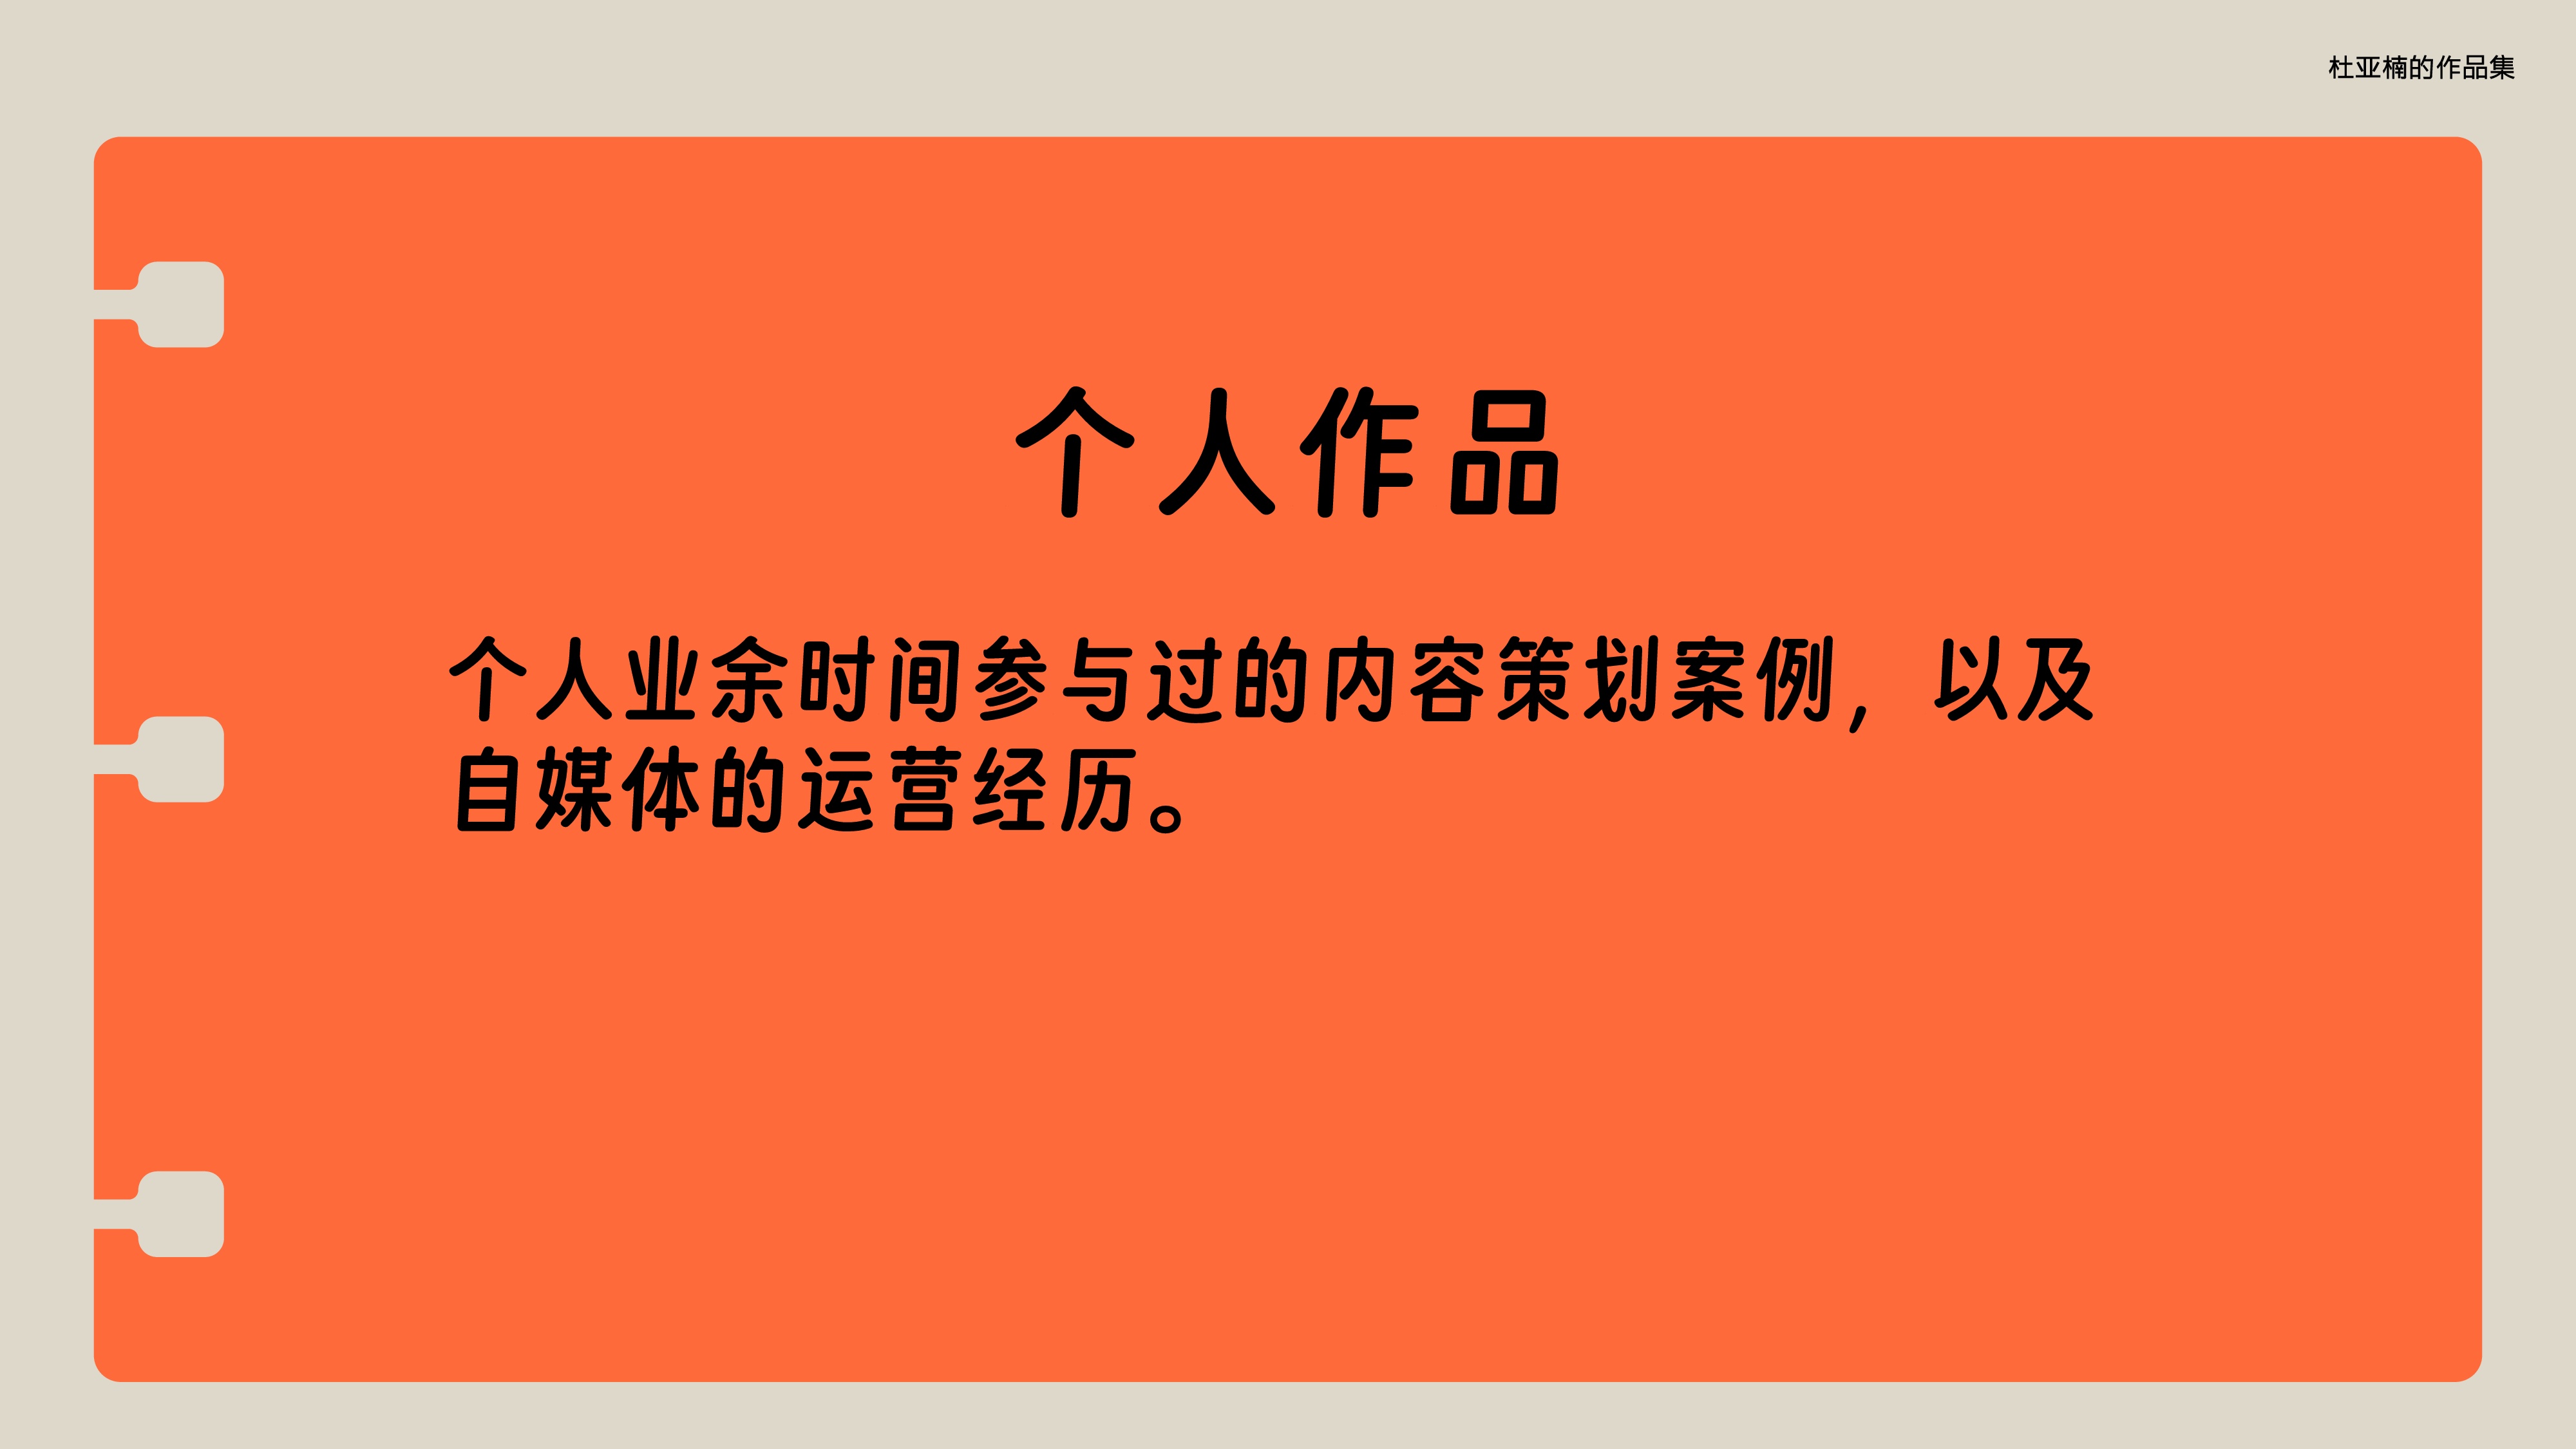 杜亚楠的作品集
个人作品
个人业余时间参与过的内容策划案例，以及
自媒体的运营经历。